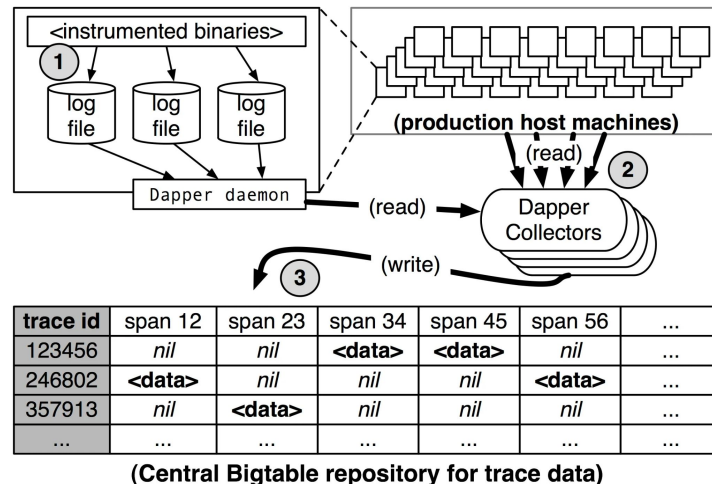 <instrumented binaries>
1
log file
log file
log file
Dapper daemon
(production host machines)
(read)
2
(read)
Dapper Collectors
(write)
3
trace id span 12 span 23 span 34 span 45 span 56 ...
123456 nil nil <data> <data> nil ...
246802 <data> nil nil nil <data> ...
357913 nil <data> nil nil nil ...
... ... ... ... ... ... ...
(Central Bigtable repository for trace data)